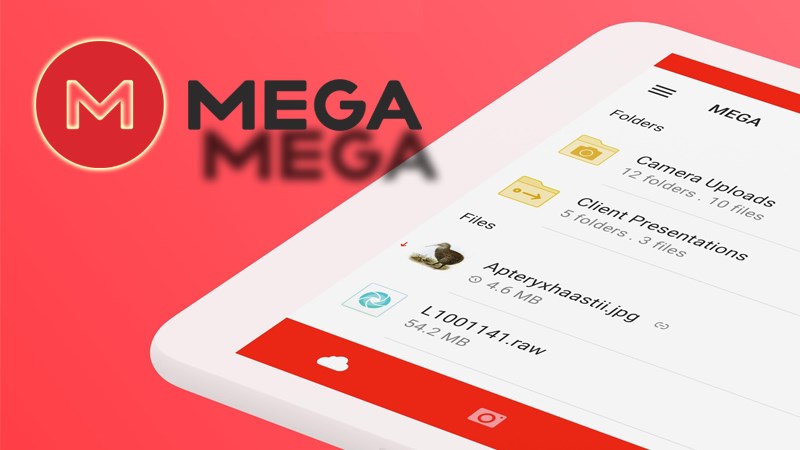 M
MEGA
MEGA
MEGA
Folders
Camera Uploads
12 folders . 10 files
Client Presentations
5 folders . 3 files
Files
Apteryxhaastii.jpg
4.6 MB
L1001141.raw
54.2 MB